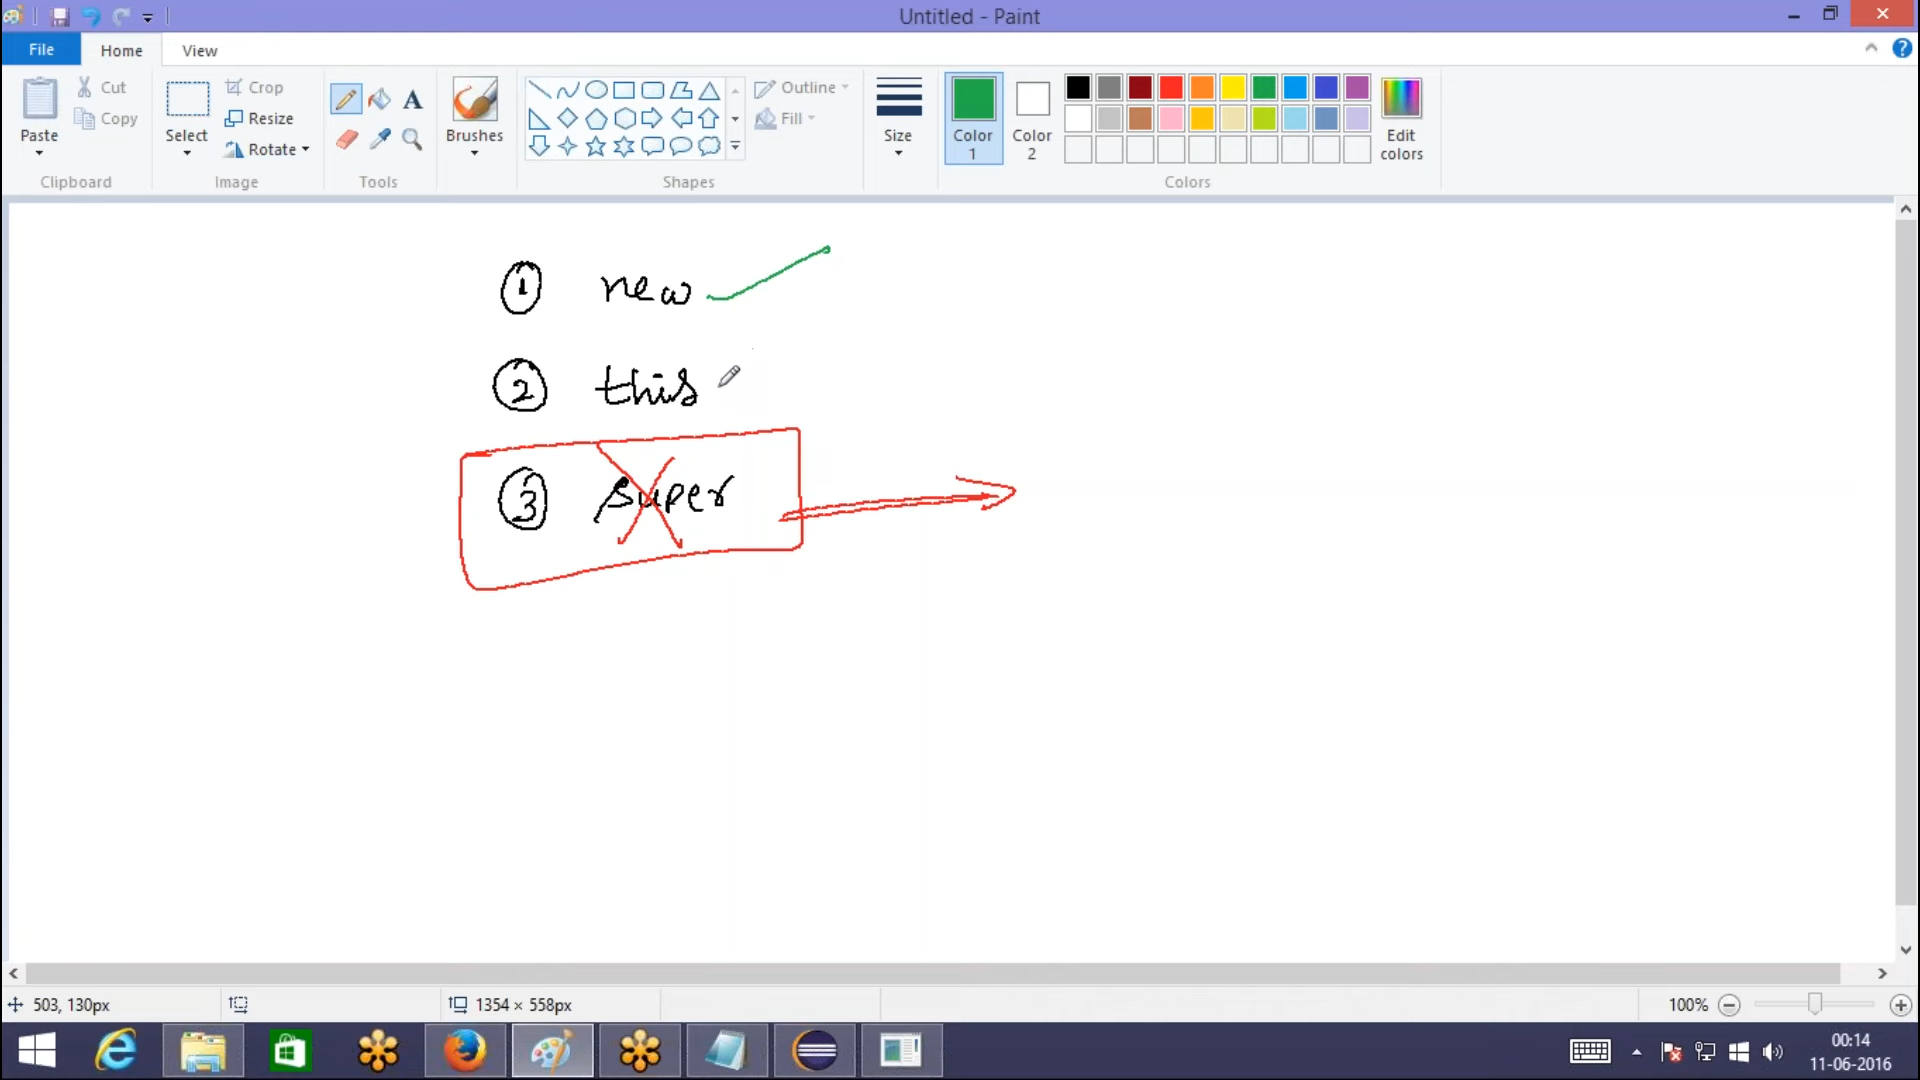 Untitled - Paint
File Home View
Paste
Cut
Copy
Clipboard
Select
Crop
Resize
Rotate
Image
A
Tools
Brushes
Outline
Fill
Shapes
Size
Color 1
Color 2
Edit colors
Colors
1 new
2 this
3 super
503, 130px
1354 × 558px
100%
00:14
11-06-2016